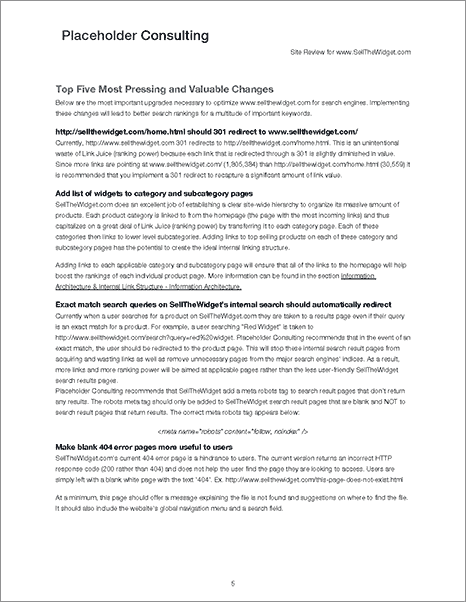 Placeholder Consulting
Site Review for www.SellTheWidget.com
Top Five Most Pressing and Valuable Changes
Below are the most important upgrades necessary to optimize www.sellthewidget.com for search engines. Implementing
these changes will lead to better search rankings for a multitude of important keywords.
http://sellthewidget.com/home.html should 301 redirect to www.sellthewidget.com/
Currently, http://www.sellthewidget.com 301 redirects to http://sellthewidget.com/home.html. This is an unintentional
waste of Link Juice (ranking power) because each link that is redirected through a 301 is slightly diminished in value.
Since more links are pointing at www.sellthewidget.com/ (1,805,384) than http://sellthewidget.com/home.html (30,559) it
is recommended that you implement a 301 redirect to recapture a significant amount of link value.
Add list of widgets to category and subcategory pages
SellTheWidget.com does an excellent job of establishing a clear site-wide hierarchy to organize its massive amount of
products. Each product category is linked to from the homepage (the page with the most incoming links) and thus
capitalizes on a great deal of Link Juice (ranking power) by transferring it to each category page. Each of these
categories then links to lower level subcategories. Adding links to top selling products on each of these category and
subcategory pages has the potential to create the ideal internal linking structure.
Adding links to each applicable category and subcategory page will ensure that all of the links to the homepage will help
boost the rankings of each individual product page. More information can be found in the section Information
Architecture & Internal Link Structure - Information Architecture.
Exact match search queries on SellTheWidget's internal search should automatically redirect
Currently when a user searches for a product on SellTheWidget.com they are taken to a results page even if their query
is an exact match for a product. For example, a user searching "Red Widget" is taken to
http://www.sellthewidget.com/search?query=red%20widget. Placeholder Consulting recommends that in the event of an
exact match, the user should be redirected to the product page. This will stop these internal search result pages from
acquiring and wasting links as well as remove unnecessary pages from the major search engines' indices. As a result,
more links and more ranking power will be aimed at applicable pages rather than the less user-friendly SellTheWidget
search result pages.
Placeholder Consulting recommends that SellTheWidget add a meta robots tag to search result pages that don't return
any results. The robots meta tag should only be added to SellTheWidget search result pages that are blank and NOT to
search result pages that return results. The correct meta robots tag appears below.
<meta name="robots" content="follow, noindex" />
Make blank 404 error pages more useful to users
SellTheWidget.com's current 404 error page is a hindrance to users. The current version returns an incorrect HTTP
response code (200 rather than 404) and does not help the user find the page they are looking to access. Users are
simply left with a blank white page with the text "404". Ex. http://www.sellthewidget.com/this-page-does-not-exist.html
At a minimum, this page should offer a message explaining the file is not found and suggestions on where to find the file.
It should also include the website's global navigation menu and a search field.
5